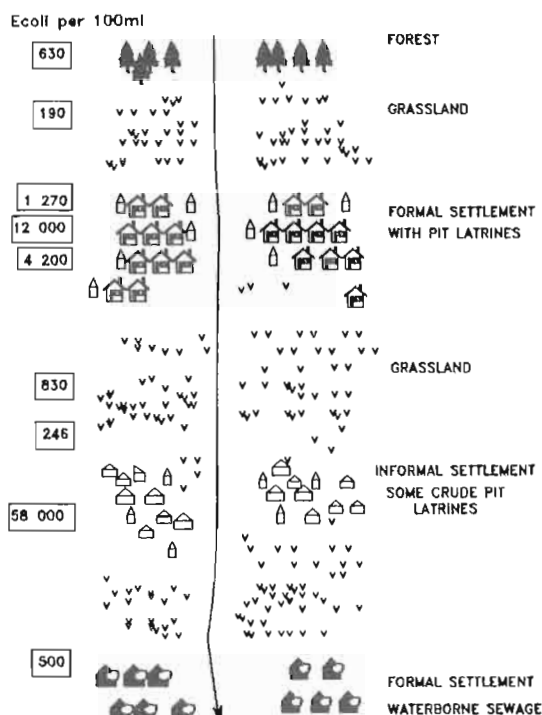 Ecoli per 100ml
630
FOREST
190
GRASSLAND
1 270
FORMAL SETTLEMENT
12 000
WITH PIT LATRINES
4 200
GRASSLAND
830
246
INFORMAL SETTLEMENT
SOME CRUDE PIT
LATRINES
58 000
500
FORMAL SETTLEMENT
WATERBORNE SEWAGE